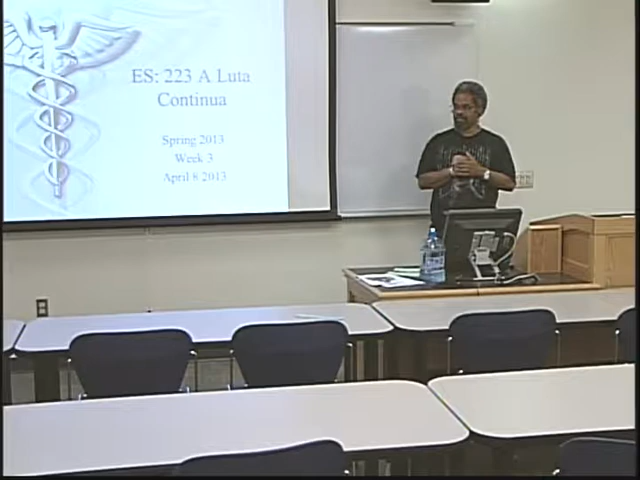 ES: 223 A Luta
Continua
Spring 2013
Week 3
April 8 2013